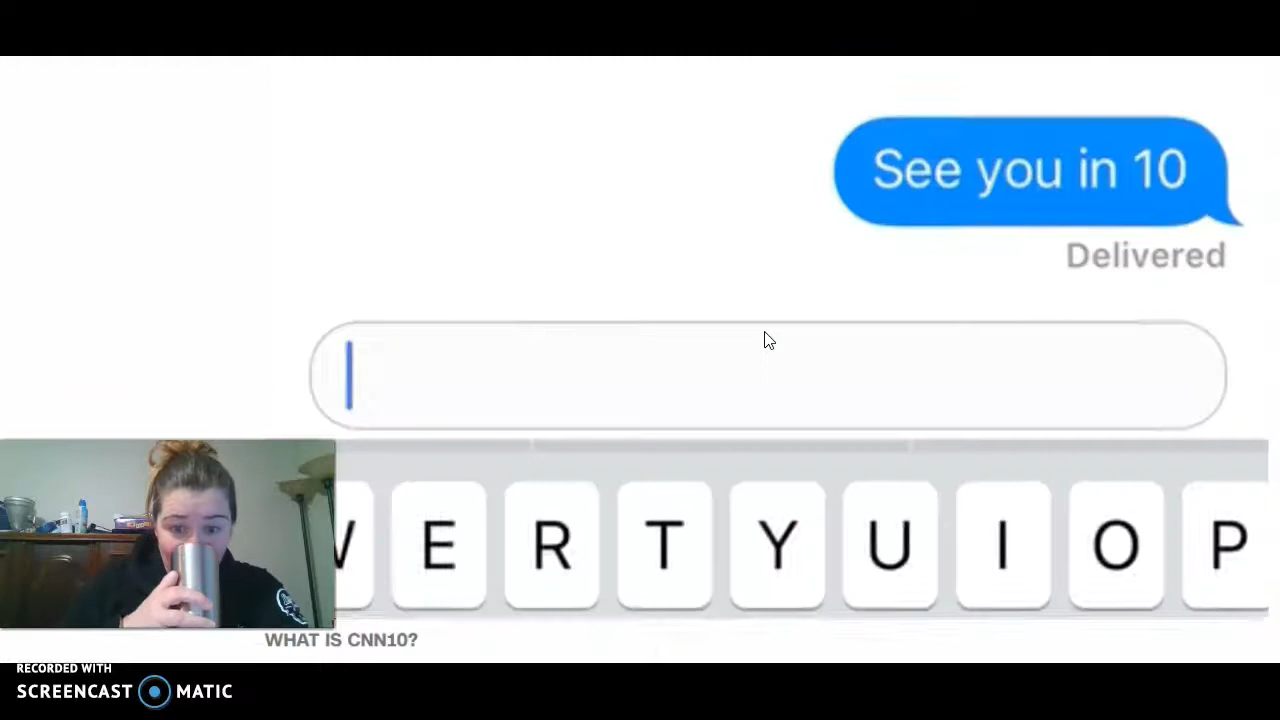 See you in 10
Delivered
E R T Y U I O P
WHAT IS CNN10?
RECORDED WITH
SCREENCAST MATIC